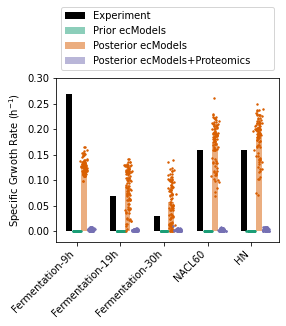 Experiment
Prior ecModels
Posterior ecModels
Posterior ecModels+Proteomics
Specific Grwoth Rate (h⁻¹)
0.30
0.25
0.20
0.15
0.10
0.05
0.00
Fermentation-9h
Fermentation-19h
Fermentation-30h
NACL60
HN